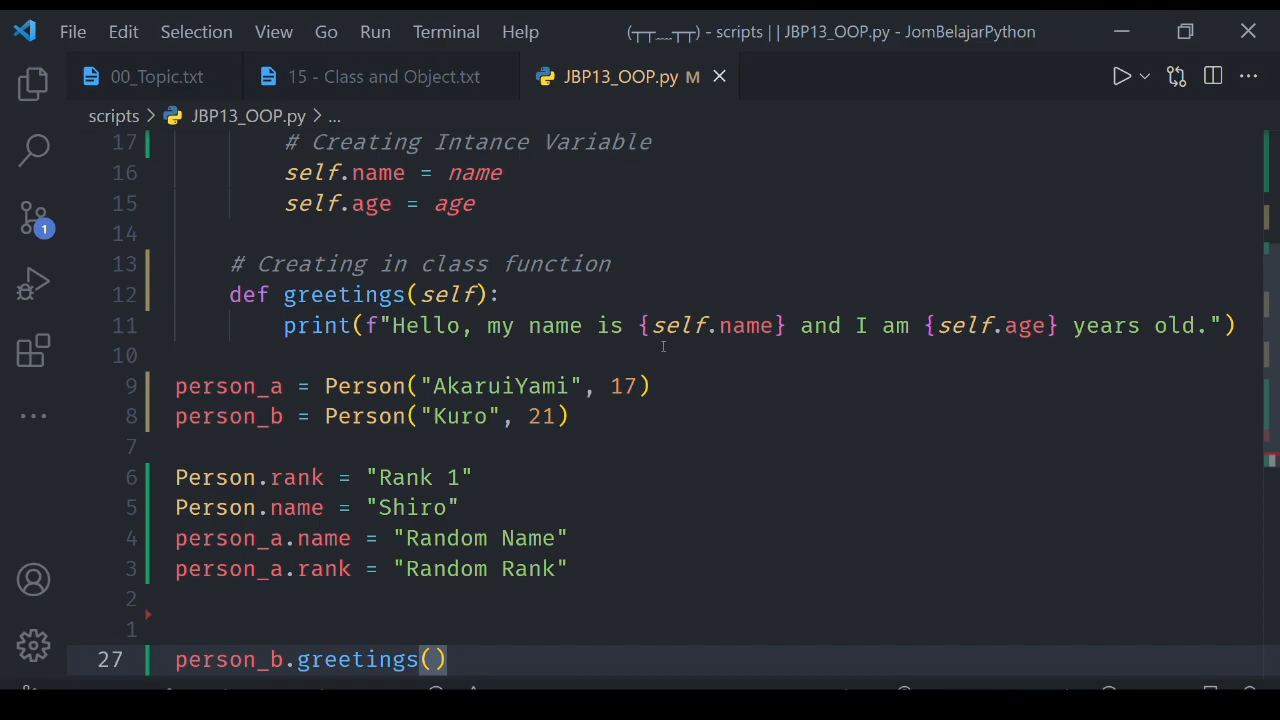 File Edit Selection View Go Run Terminal Help (┬┬﹏┬┬) - scripts || JBP13_OOP.py - JomBelajarPython
00_Topic.txt 15 - Class and Object.txt JBP13_OOP.py M
scripts > JBP13_OOP.py > ...
17 # Creating Intance Variable
16 self.name = name
15 self.age = age
14
13 # Creating in class function
12 def greetings(self):
11 print(f"Hello, my name is {self.name} and I am {self.age} years old.")
10
9 person_a = Person("AkaruiYami", 17)
8 person_b = Person("Kuro", 21)
7
6 Person.rank = "Rank 1"
5 Person.name = "Shiro"
4 person_a.name = "Random Name"
3 person_a.rank = "Random Rank"
2
1
27 person_b.greetings()
1